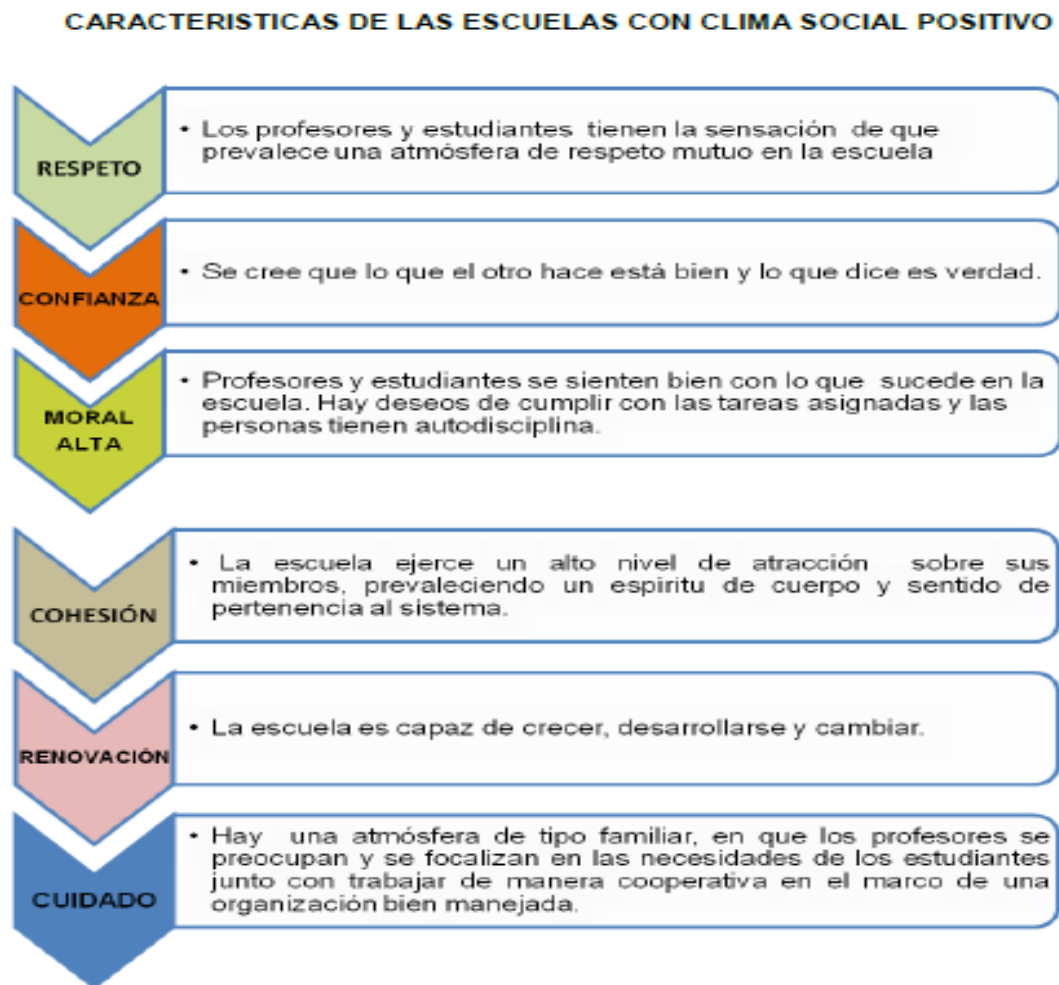 CARACTERISTICAS DE LAS ESCUELAS CON CLIMA SOCIAL POSITIVO
RESPETO
• Los profesores y estudiantes tienen la sensación de que
prevalece una atmósfera de respeto mutuo en la escuela
CONFIANZA
• Se cree que lo que el otro hace está bien y lo que dice es verdad.
MORAL
ALTA
• Profesores y estudiantes se sienten bien con lo que sucede en la
escuela. Hay deseos de cumplir con las tareas asignadas y las
personas tienen autodisciplina.
COHESIÓN
• La escuela ejerce un alto nivel de atracción sobre sus
miembros, prevaleciendo un espiritu de cuerpo y sentido de
pertenencia al sistema.
RENOVACIÓN
• La escuela es capaz de crecer, desarrollarse y cambiar.
CUIDADO
• Hay una atmósfera de tipo familiar, en que los profesores se
preocupan y se focalizan en las necesidades de los estudiantes
junto con trabajar de manera cooperativa en el marco de una
organización bien manejada.